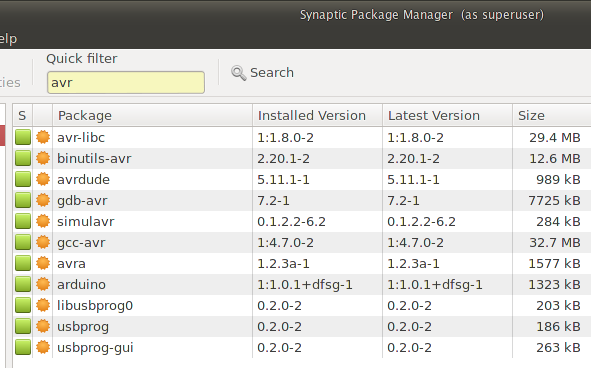 Synaptic Package Manager (as superuser)
elp
Quick filter
ties avr Search
S Package Installed Version Latest Version Size
avr-libc 1:1.8.0-2 1:1.8.0-2 29.4 MB
binutils-avr 2.20.1-2 2.20.1-2 12.6 MB
avrdude 5.11.1-1 5.11.1-1 989 kB
gdb-avr 7.2-1 7.2-1 7725 kB
simulavr 0.1.2.2-6.2 0.1.2.2-6.2 284 kB
gcc-avr 1:4.7.0-2 1:4.7.0-2 32.7 MB
avra 1.2.3a-1 1.2.3a-1 1577 kB
arduino 1:1.0.1+dfsg-1 1:1.0.1+dfsg-1 1323 kB
libusbprog0 0.2.0-2 0.2.0-2 203 kB
usbprog 0.2.0-2 0.2.0-2 186 kB
usbprog-gui 0.2.0-2 0.2.0-2 263 kB